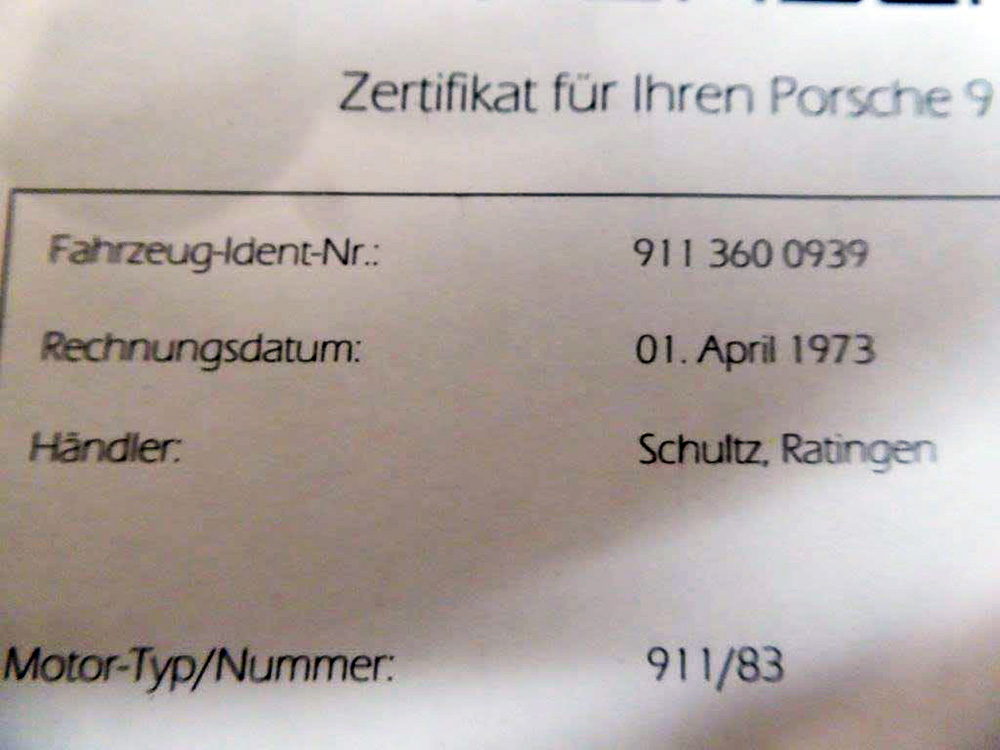 Zertifikat für Ihren Porsche 9
Fahrzeug-Ident-Nr.: 911 360 0939
Rechnungsdatum: 01. April 1973
Händler: Schultz, Ratingen
Motor-Typ/Nummer: 911/83